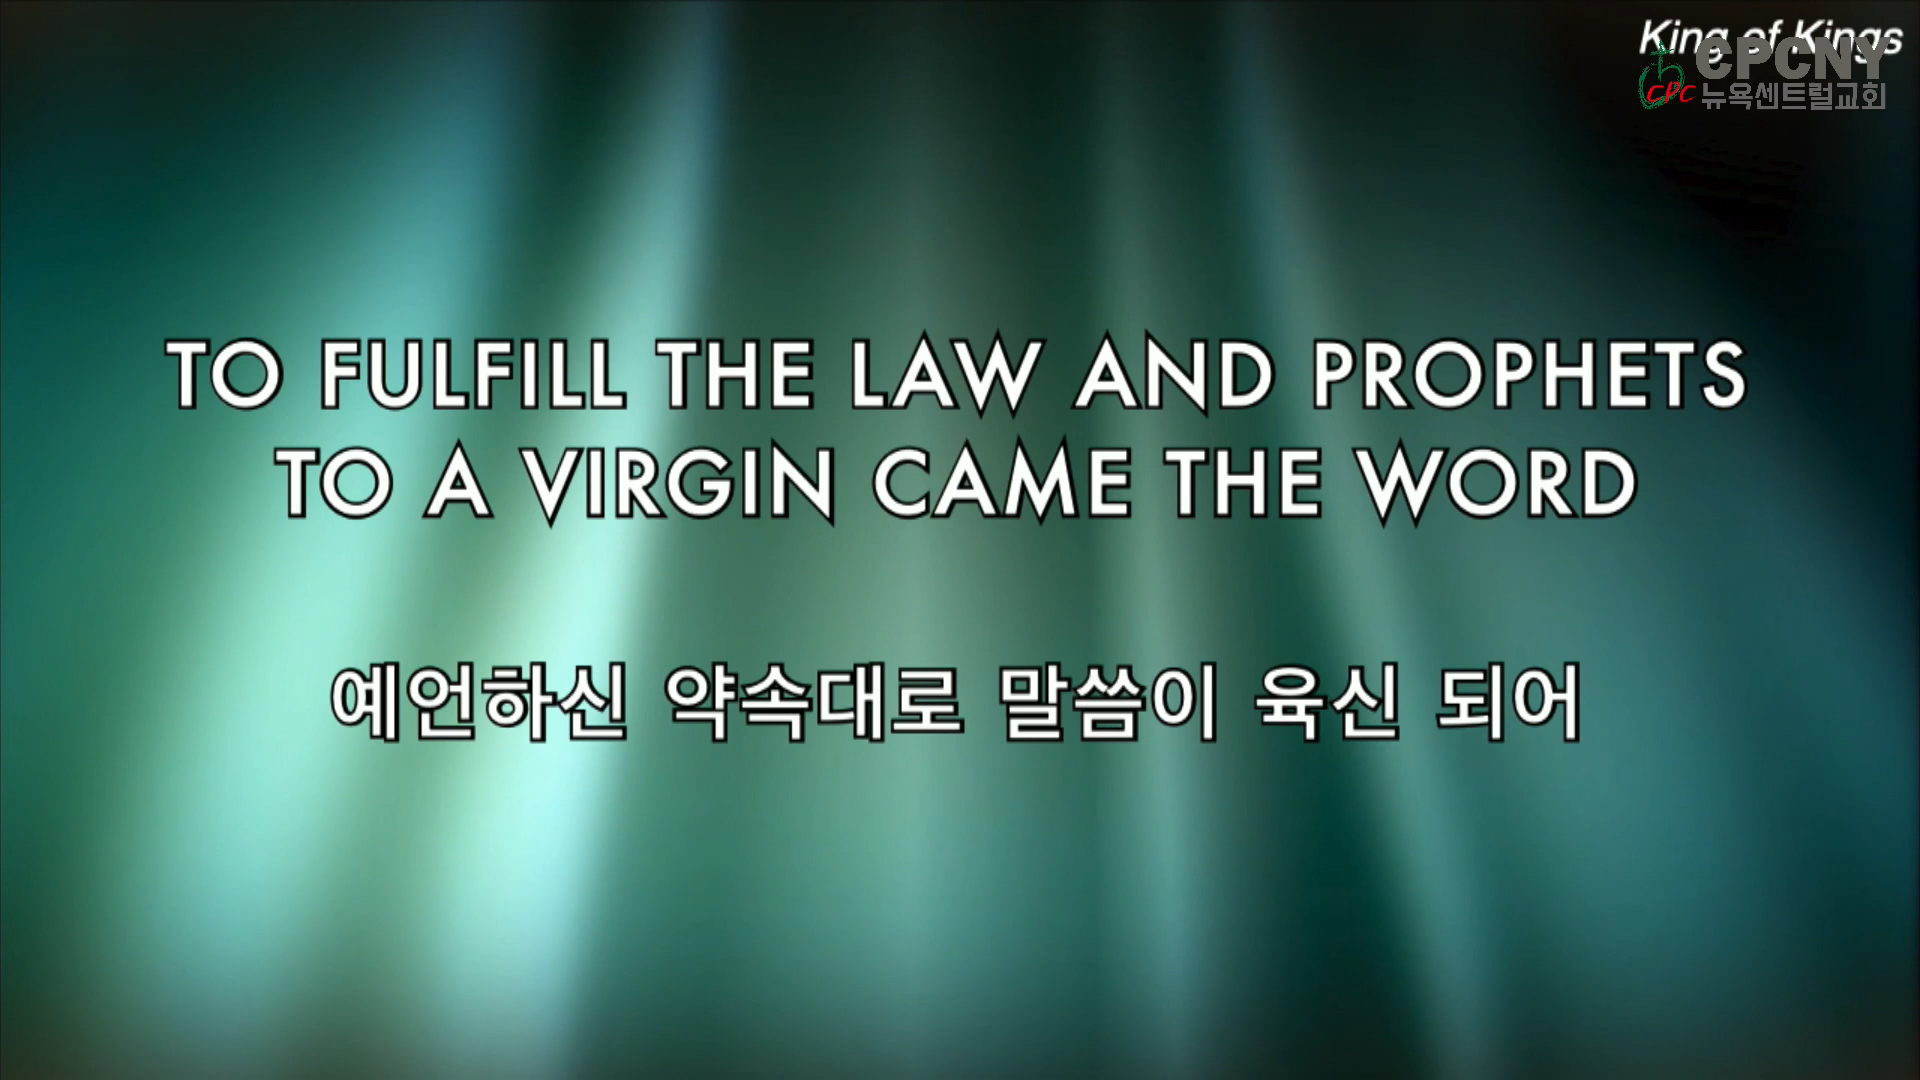 King of Kings
CPCNY
CPC 뉴욕센트럴교회
TO FULFILL THE LAW AND PROPHETS
TO A VIRGIN CAME THE WORD
예언하신 약속대로 말씀이 육신 되어